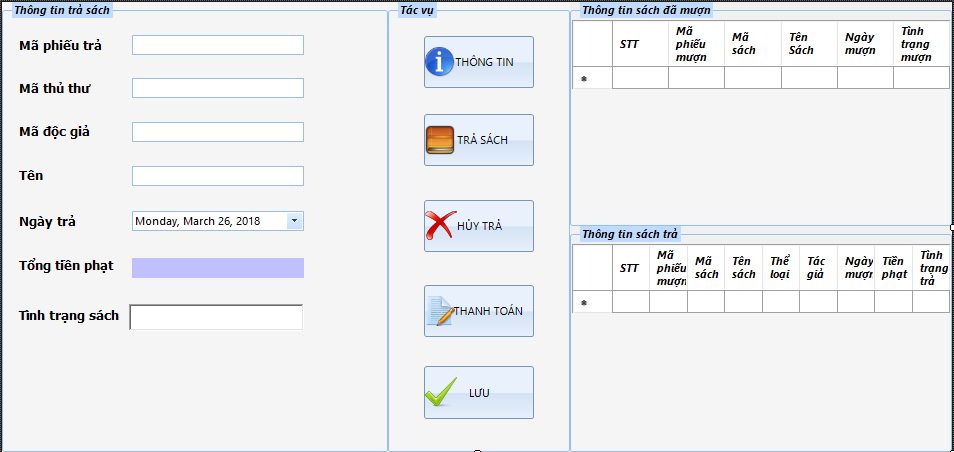 Thông tin trả sách
Mã phiếu trả
Mã thủ thư
Mã độc giả
Tên
Ngày trả
Monday, March 26, 2018
Tổng tiền phạt
Tình trạng sách
Tác vụ
THÔNG TIN
TRẢ SÁCH
HỦY TRẢ
THANH TOÁN
LƯU
Thông tin sách đã mượn
STT
Mã
phiếu
mượn
Mã
sách
Tên
Sách
Ngày
mượn
Tình
trạng
mượn
Thông tin sách trả
STT
Mã
phiếu
mượn
Mã
sách
Tên
sách
Thể
loại
Tác
giả
Ngày
mượn
Tiền
phạt
Tình
trạng
trả